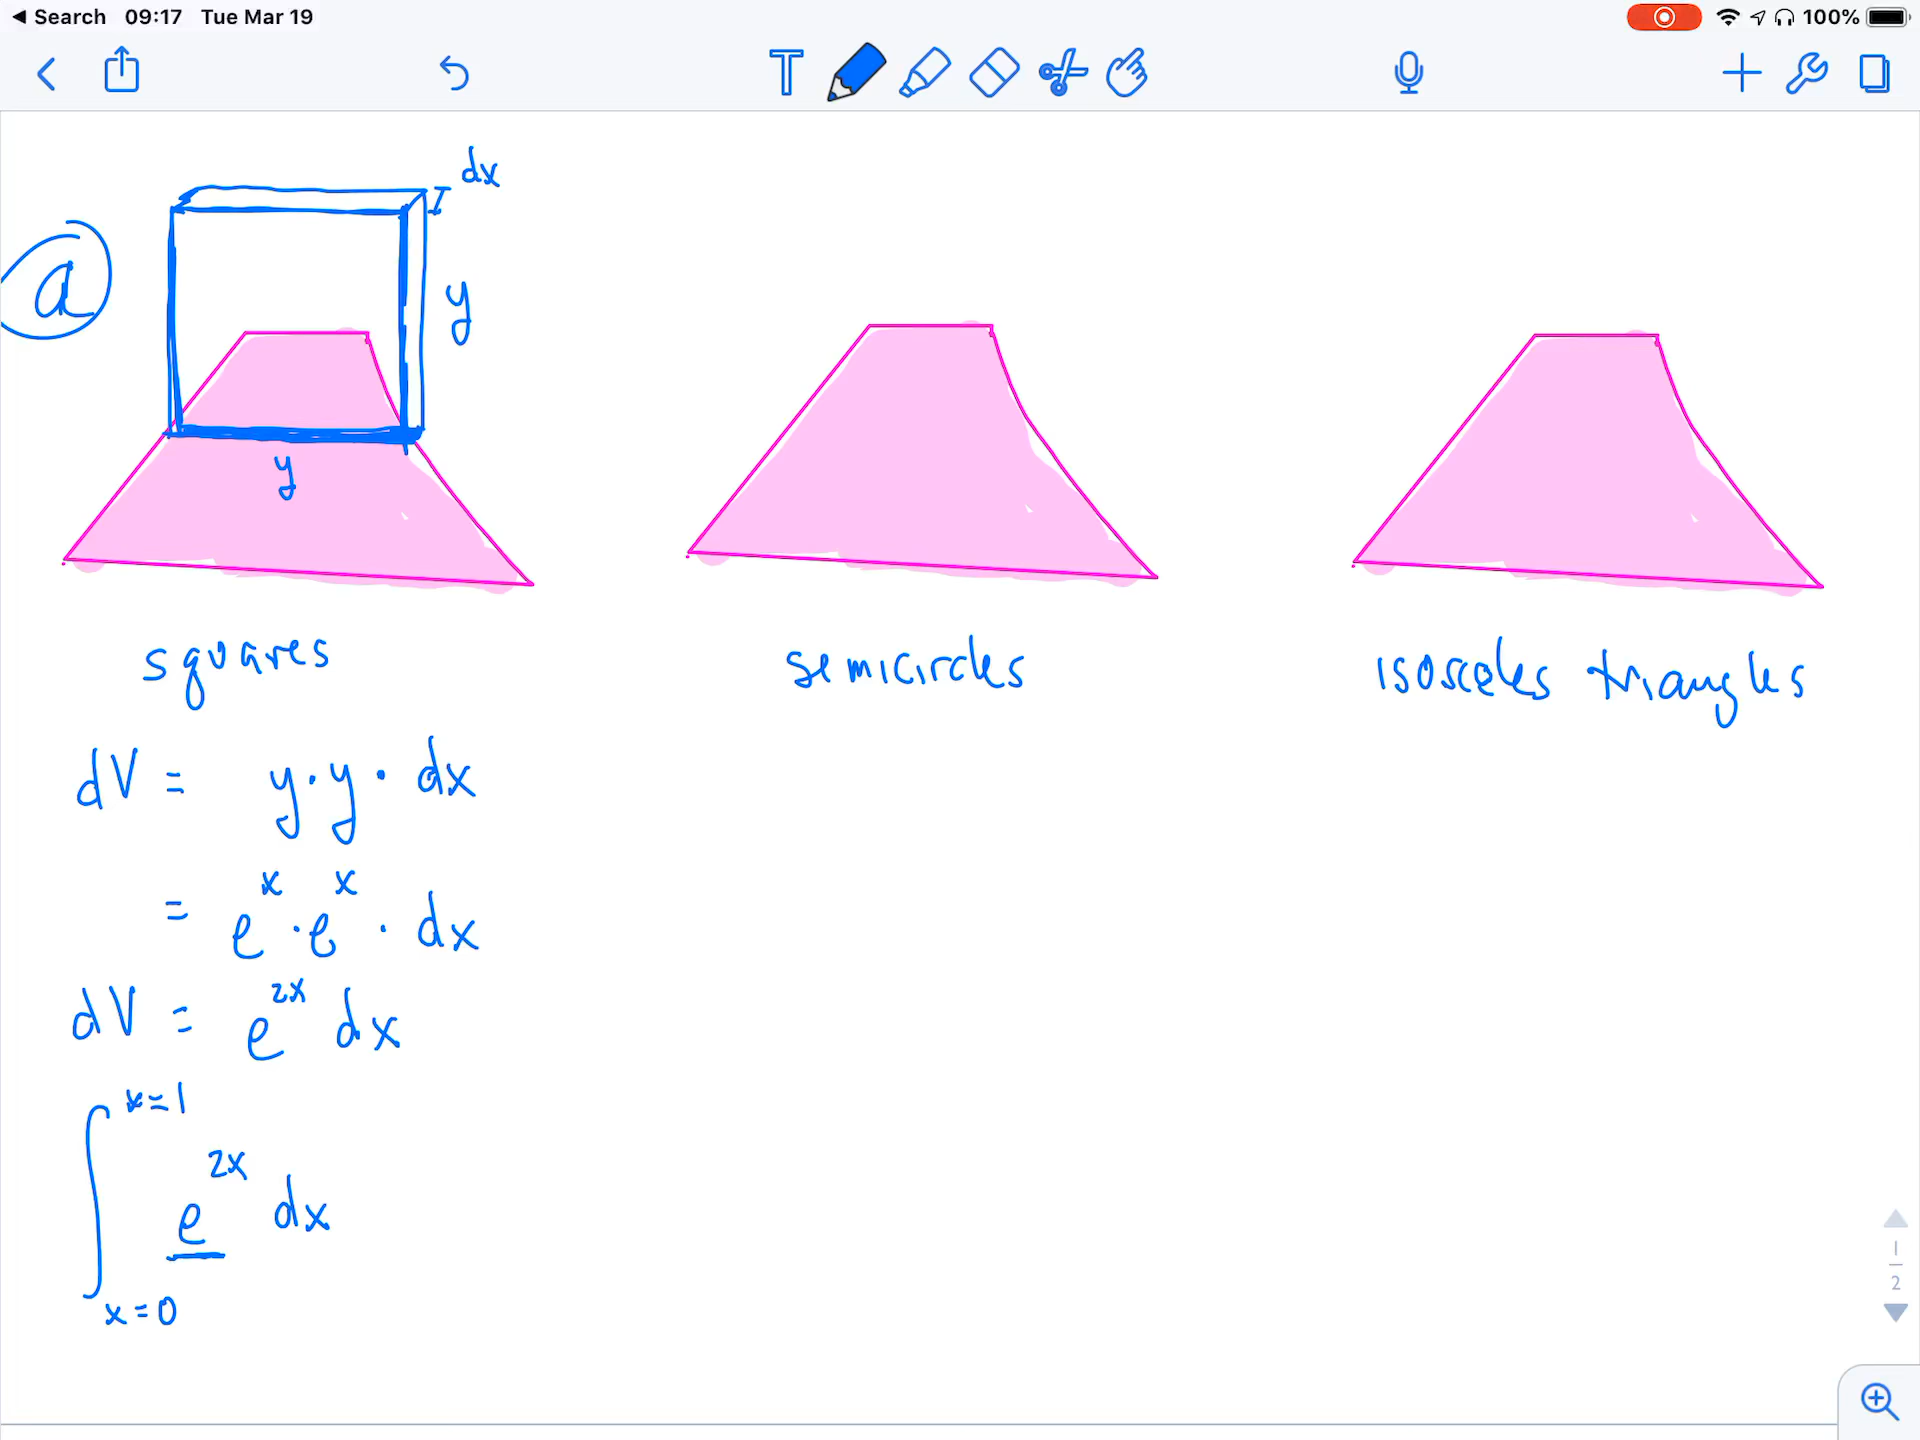 Search 09:17 Tue Mar 19 100%
T
dx
a
y
y
squares semicircles isosceles triangles
dV = y · y · dx
= e^x · e^x · dx
dV = e^2x dx
∫ x=1
e^2x dx
x=0
1
2